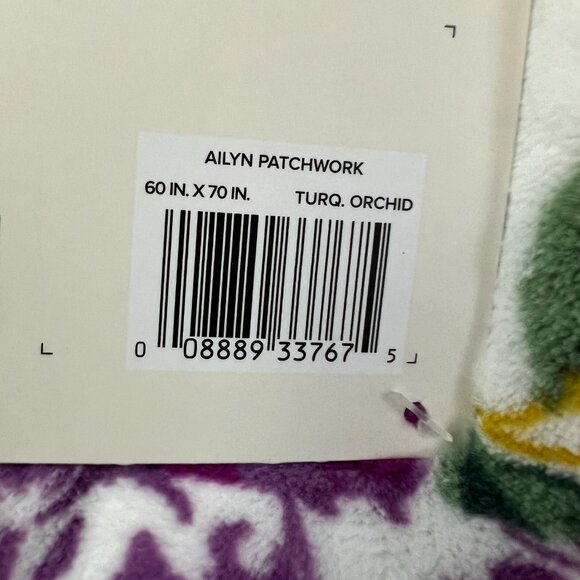 AILYN PATCHWORK
60 IN. X 70 IN. TURQ. ORCHID
0 08889 33767 5